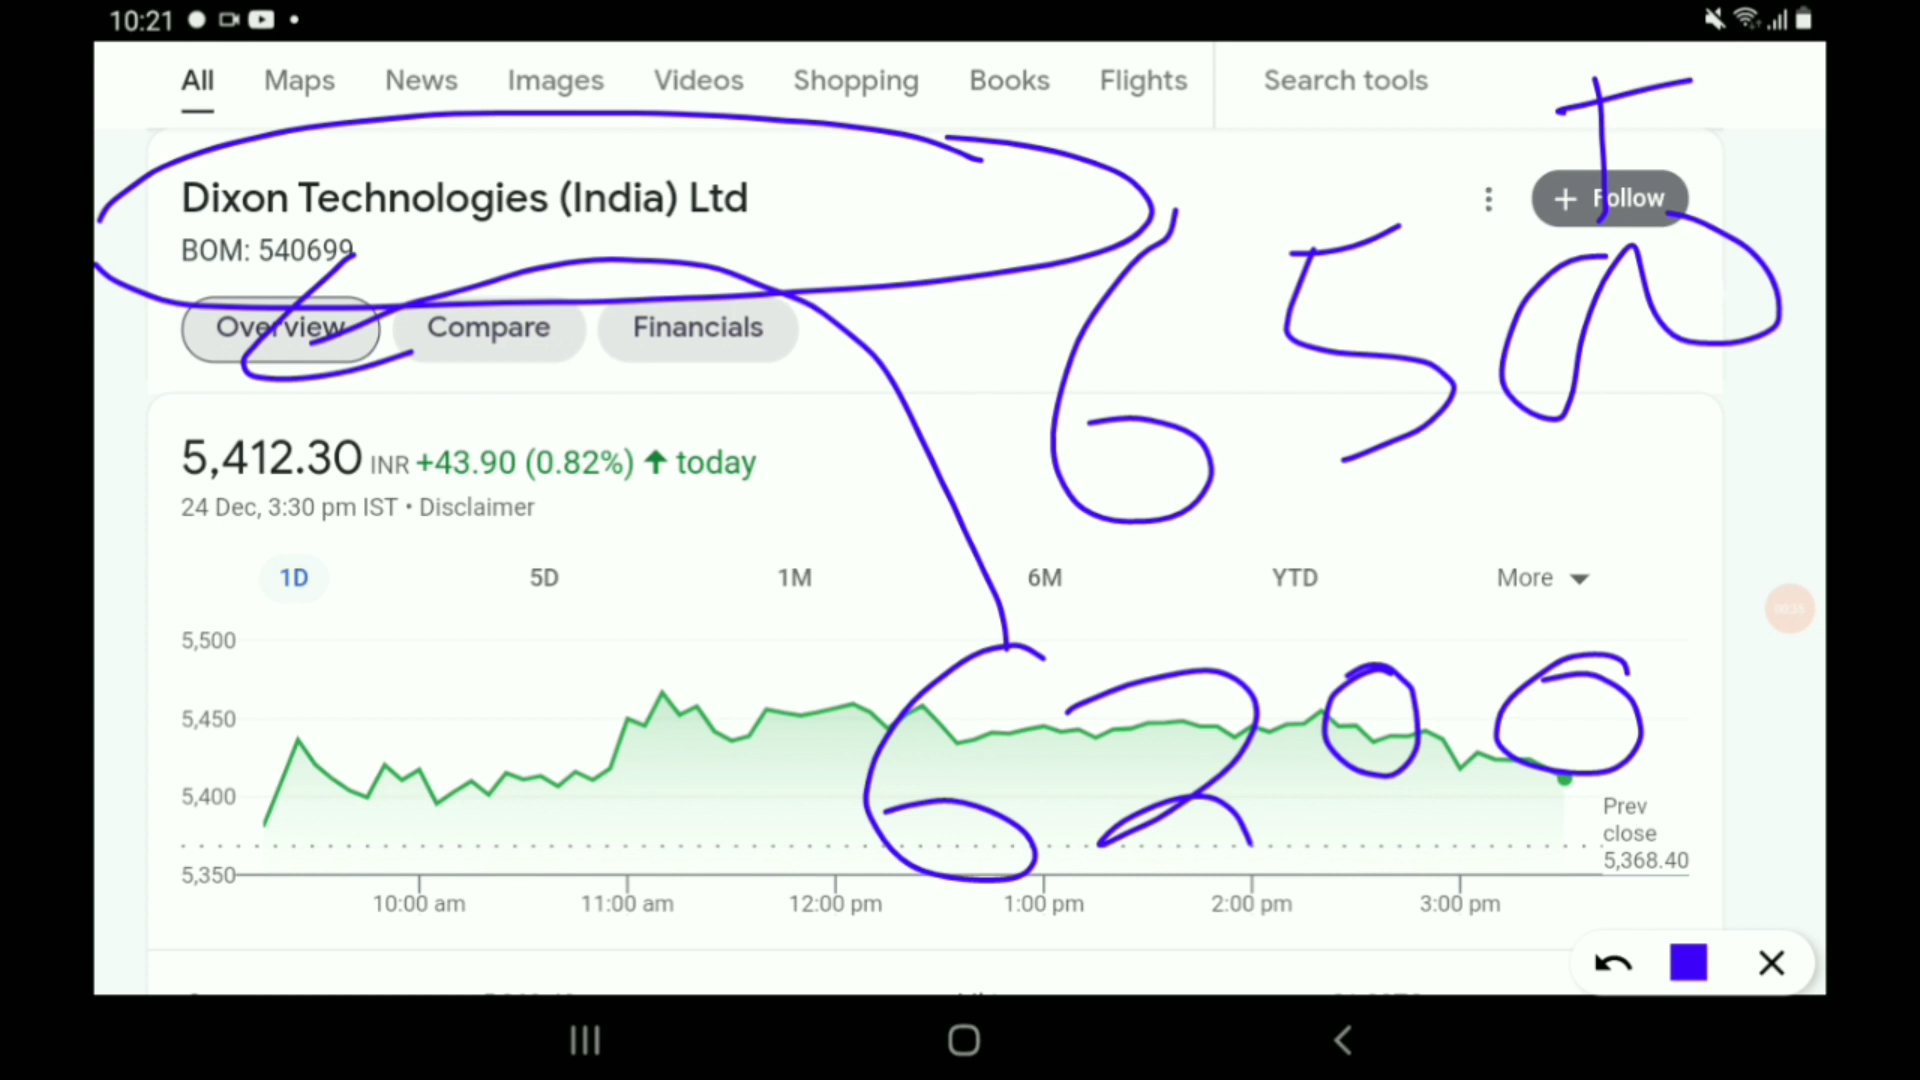 10:21
All Maps News Images Videos Shopping Books Flights Search tools
Dixon Technologies (India) Ltd
+ Follow
BOM: 540699
Overview Compare Financials
650
5,412.30 INR +43.90 (0.82%) ↑ today
24 Dec, 3:30 pm IST • Disclaimer
1D 5D 1M 6M YTD More
5,500
5,450
5,400
5,350
6200
Prev
close
5,368.40
10:00 am 11:00 am 12:00 pm 1:00 pm 2:00 pm 3:00 pm